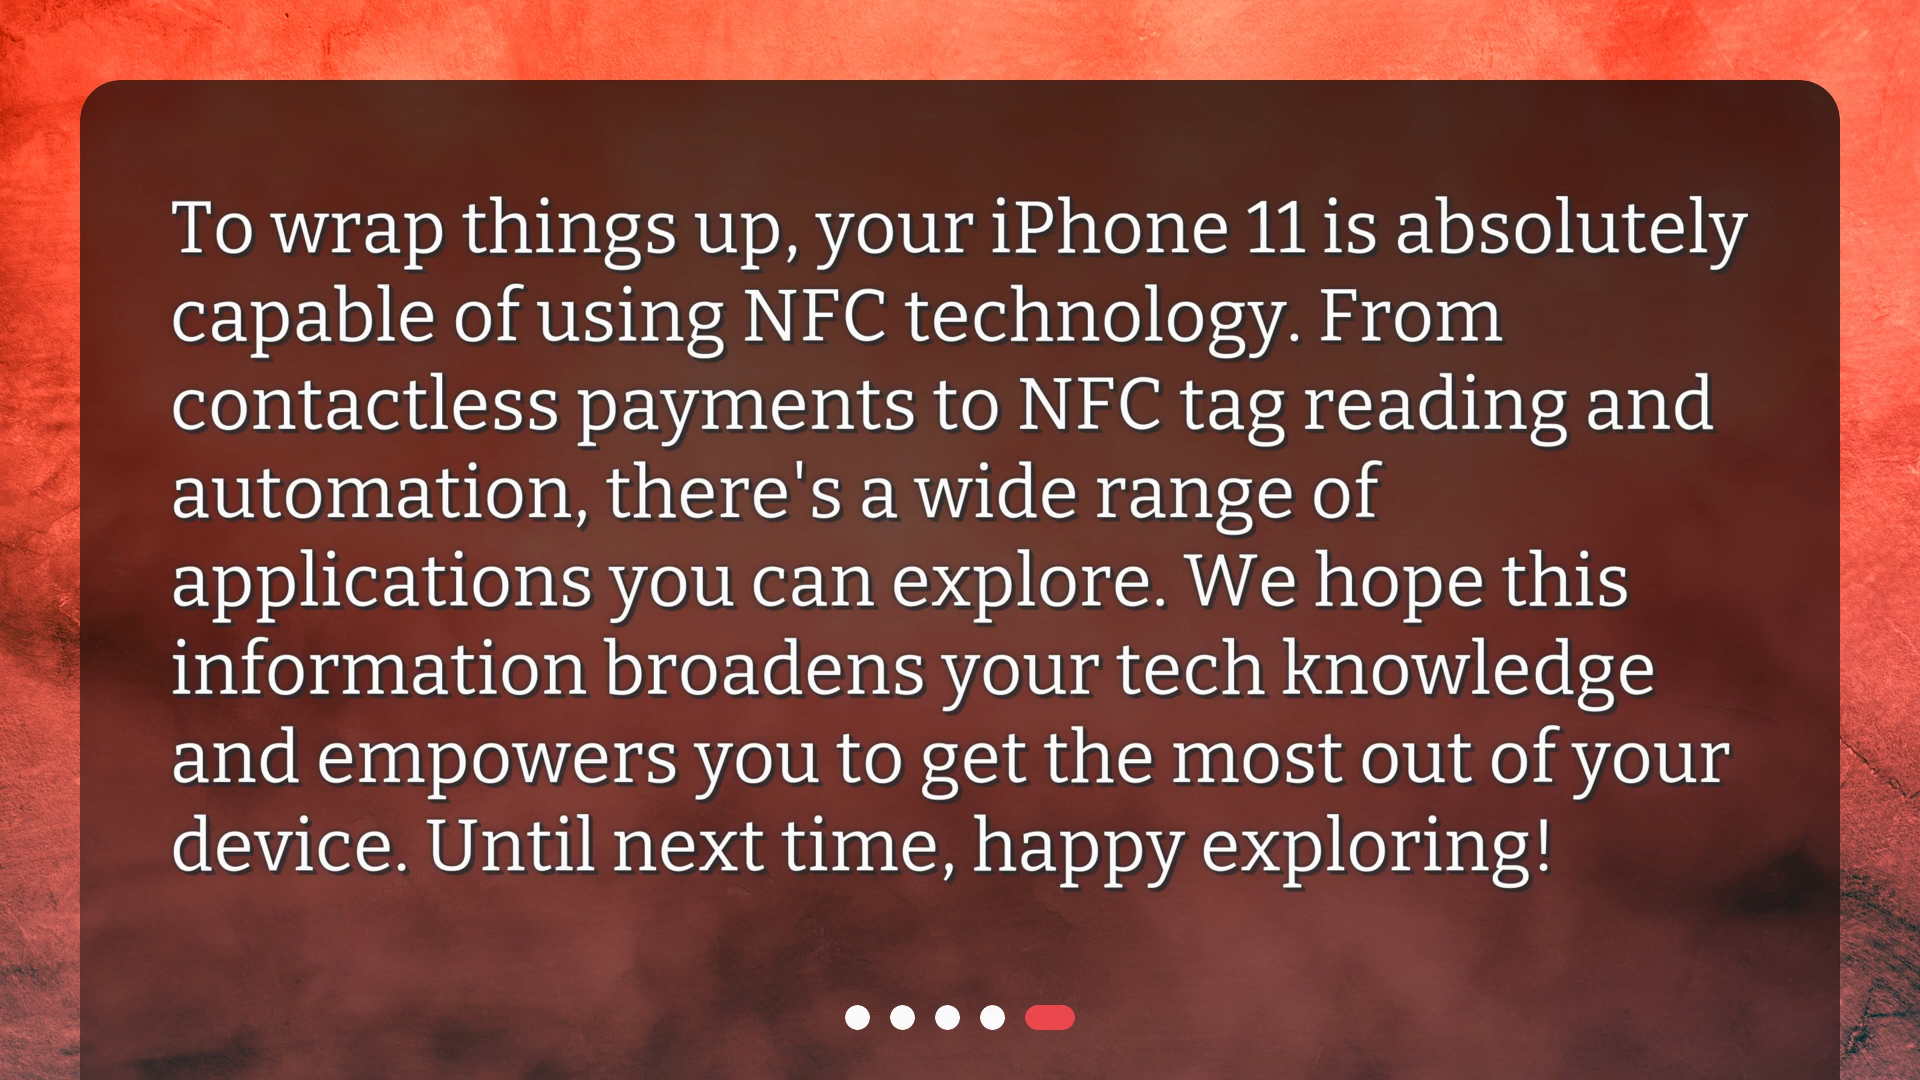 To wrap things up, your iPhone 11 is absolutely
capable of using NFC technology. From
contactless payments to NFC tag reading and
automation, there's a wide range of
applications you can explore. We hope this
information broadens your tech knowledge
and empowers you to get the most out of your
device. Until next time, happy exploring!